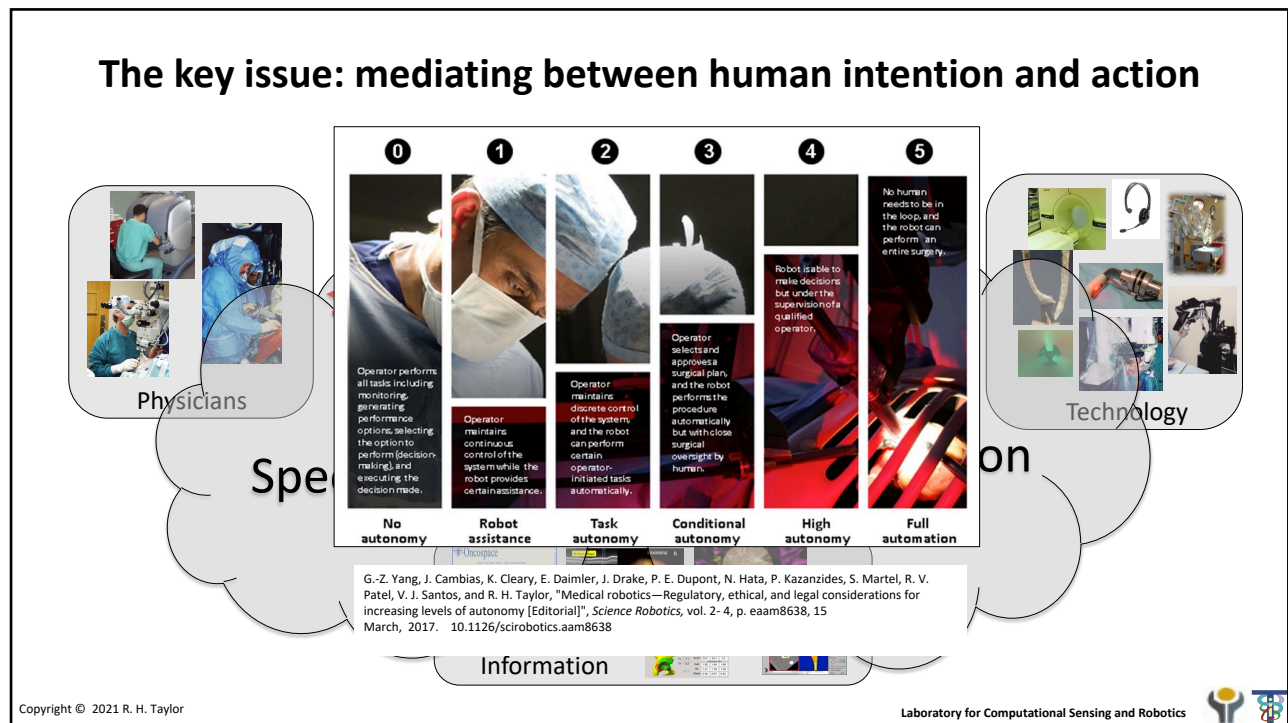 The key issue: mediating between human intention and action
0
1
2
3
4
5
Operator performs
all tasks including
monitoring,
generating
performance
options, selecting
the option to
perform (decision-
making), and
executing the
decision made.
Operator
maintains
continuous
control of the
system while the
robot provides
certain assistance.
Operator
maintains
discrete control
of the system,
and the robot
can perform
certain
operator-
initiated tasks
automatically.
Operator
selects and
approves a
surgical plan,
and the robot
performs the
procedure
automatically
but with close
surgical
oversight by
human.
Robot is able to
make decisions
but under the
supervision of a
qualified
operator.
No human
needs to be in
the loop, and
the robot can
perform an
entire surgery.
No
autonomy
Robot
assistance
Task
autonomy
Conditional
autonomy
High
autonomy
Full
automation
Physicians
Technology
Spe
on
Oncospace
G.-Z. Yang, J. Cambias, K. Cleary, E. Daimler, J. Drake, P. E. Dupont, N. Hata, P. Kazanzides, S. Martel, R. V.
Patel, V. J. Santos, and R. H. Taylor, "Medical robotics—Regulatory, ethical, and legal considerations for
increasing levels of autonomy [Editorial]", Science Robotics, vol. 2- 4, p. eaam8638, 15
March, 2017. 10.1126/scirobotics.aam8638
Information
Copyright © 2021 R. H. Taylor
Laboratory for Computational Sensing and Robotics